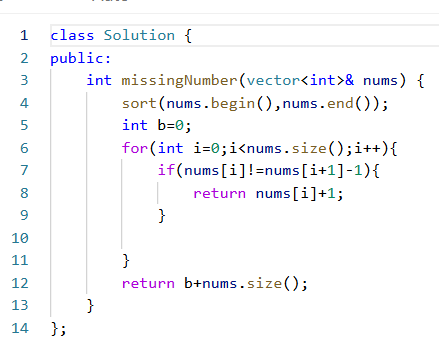 1 class Solution {
2 public:
3     int missingNumber(vector<int>& nums) {
4         sort(nums.begin(),nums.end());
5         int b=0;
6         for(int i=0;i<nums.size();i++){
7             if(nums[i]!=nums[i+1]-1){
8                 return nums[i]+1;
9             }
10
11         }
12         return b+nums.size();
13     }
14 };